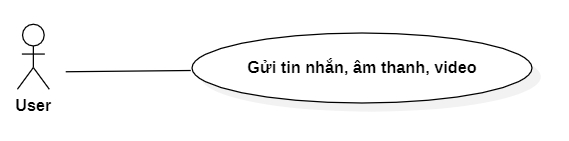 Gửi tin nhắn, âm thanh, video
User